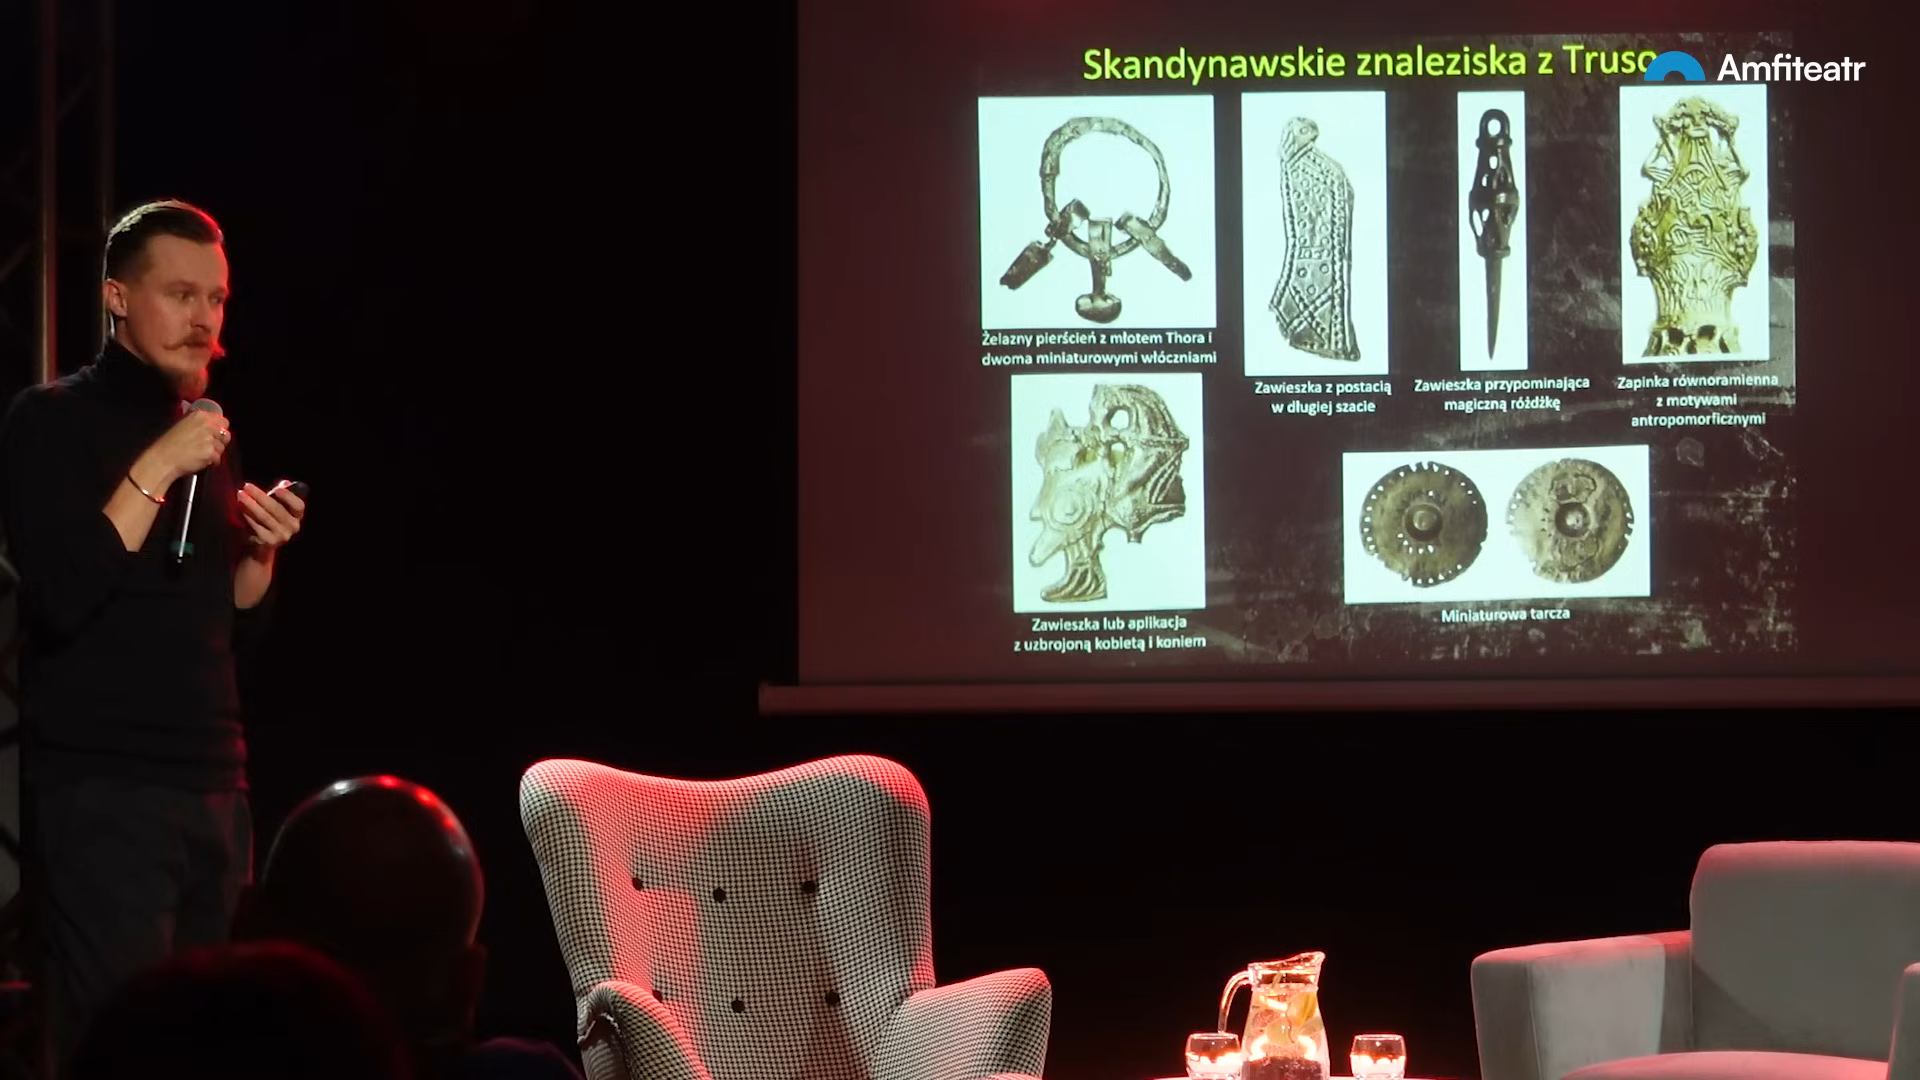 Skandynawskie znaleziska z Truso
Amfiteatr
Żelazny pierścień z młotem Thora i
dwoma miniaturowymi włóczniami
Zawieszka z postacią
w długiej szacie
Zawieszka przypominająca
magiczną różdżkę
Zapinka równoramienna
z motywami
antropomorficznymi
Zawieszka lub aplikacja
z uzbrojoną kobietą i koniem
Miniaturowa tarcza